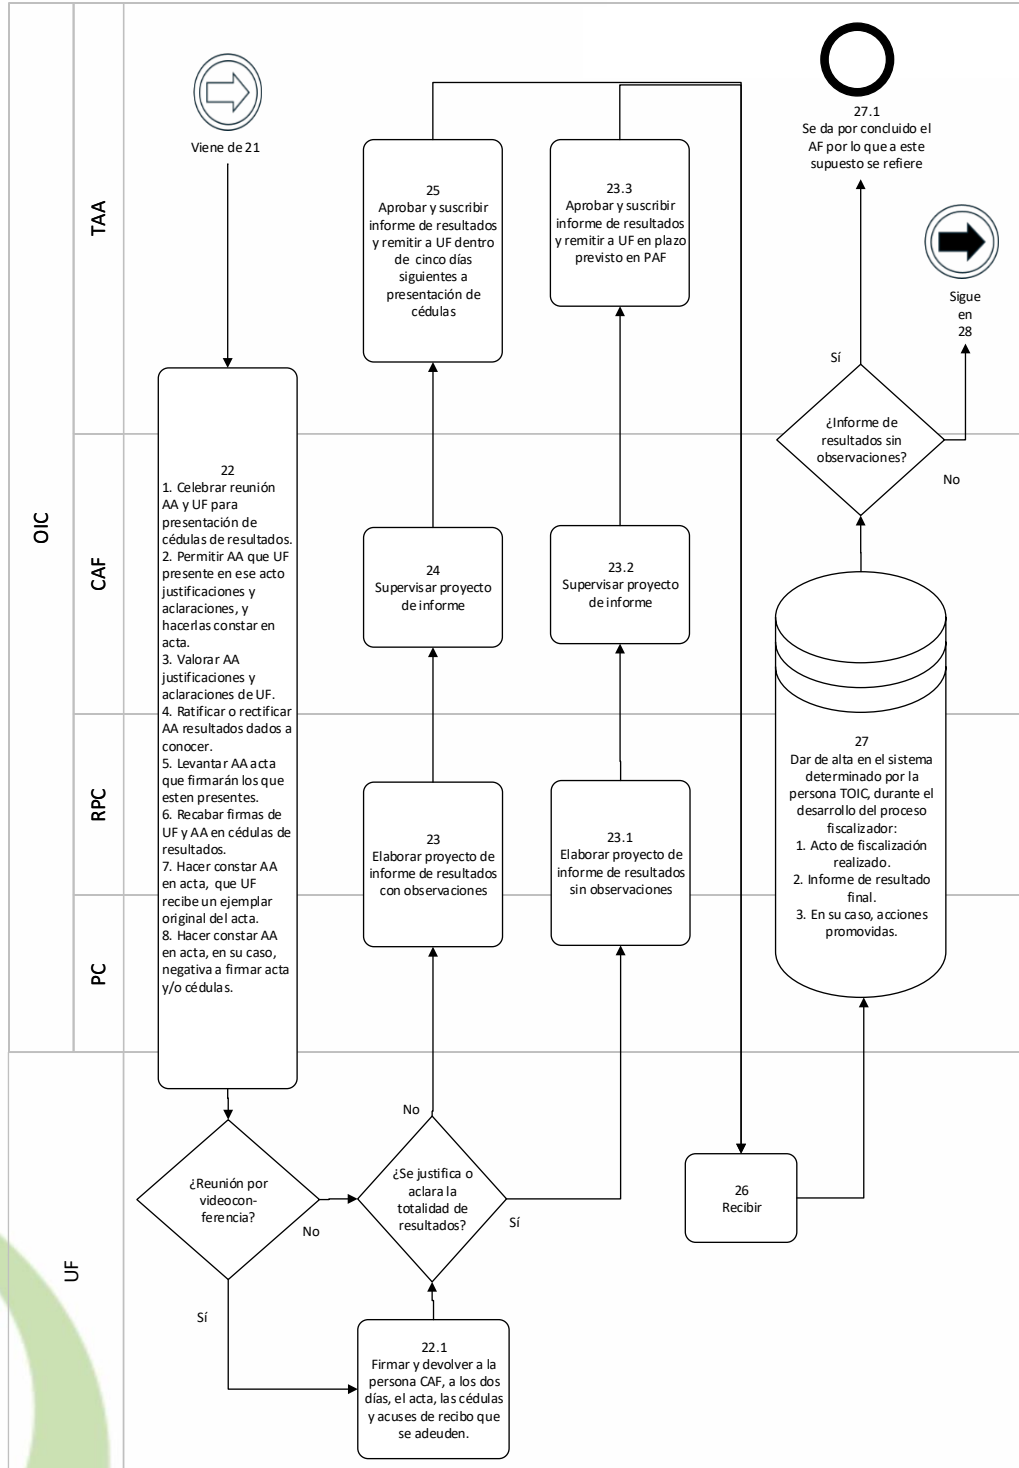 OIC
TAA
CAF
RPC
PC
UF
Viene de 21
22
1. Celebrar reunión
AA y UF para
presentación de
cédulas de resultados.
2. Permitir AA que UF
presente en ese acto
justificaciones y
aclaraciones, y
hacerlas constar en
acta.
3. Valorar AA
justificaciones y
aclaraciones de UF.
4. Ratificar o rectificar
AA resultados dados a
conocer.
5. Levantar AA acta
que firmarán los que
esten presentes.
6. Recabar firmas de
UF y AA en cédulas de
resultados.
7. Hacer constar AA
en acta, que UF
recibe un ejemplar
original del acta.
8. Hacer constar AA
en acta, en su caso,
negativa a firmar acta
y/o cédulas.
¿Reunión por
videocon-
ferencia?
No
Sí
22.1
Firmar y devolver a la
persona CAF, a los dos
días, el acta, las cédulas
y acuses de recibo que
se adeuden.
¿Se justifica o
aclara la
totalidad de
resultados?
No
Sí
23
Elaborar proyecto de
informe de resultados
con observaciones
24
Supervisar proyecto
de informe
25
Aprobar y suscribir
informe de resultados
y remitir a UF dentro
de cinco días
siguientes a
presentación de
cédulas
23.1
Elaborar proyecto de
informe de resultados
sin observaciones
23.2
Supervisar proyecto
de informe
23.3
Aprobar y suscribir
informe de resultados
y remitir a UF en plazo
previsto en PAF
26
Recibir
27
Dar de alta en el sistema
determinado por la
persona TOIC, durante el
desarrollo del proceso
fiscalizador:
1. Acto de fiscalización
realizado.
2. Informe de resultado
final.
3. En su caso, acciones
promovidas.
¿Informe de
resultados sin
observaciones?
Sí
No
27.1
Se da por concluido el
AF por lo que a este
supuesto se refiere
Sigue
en
28